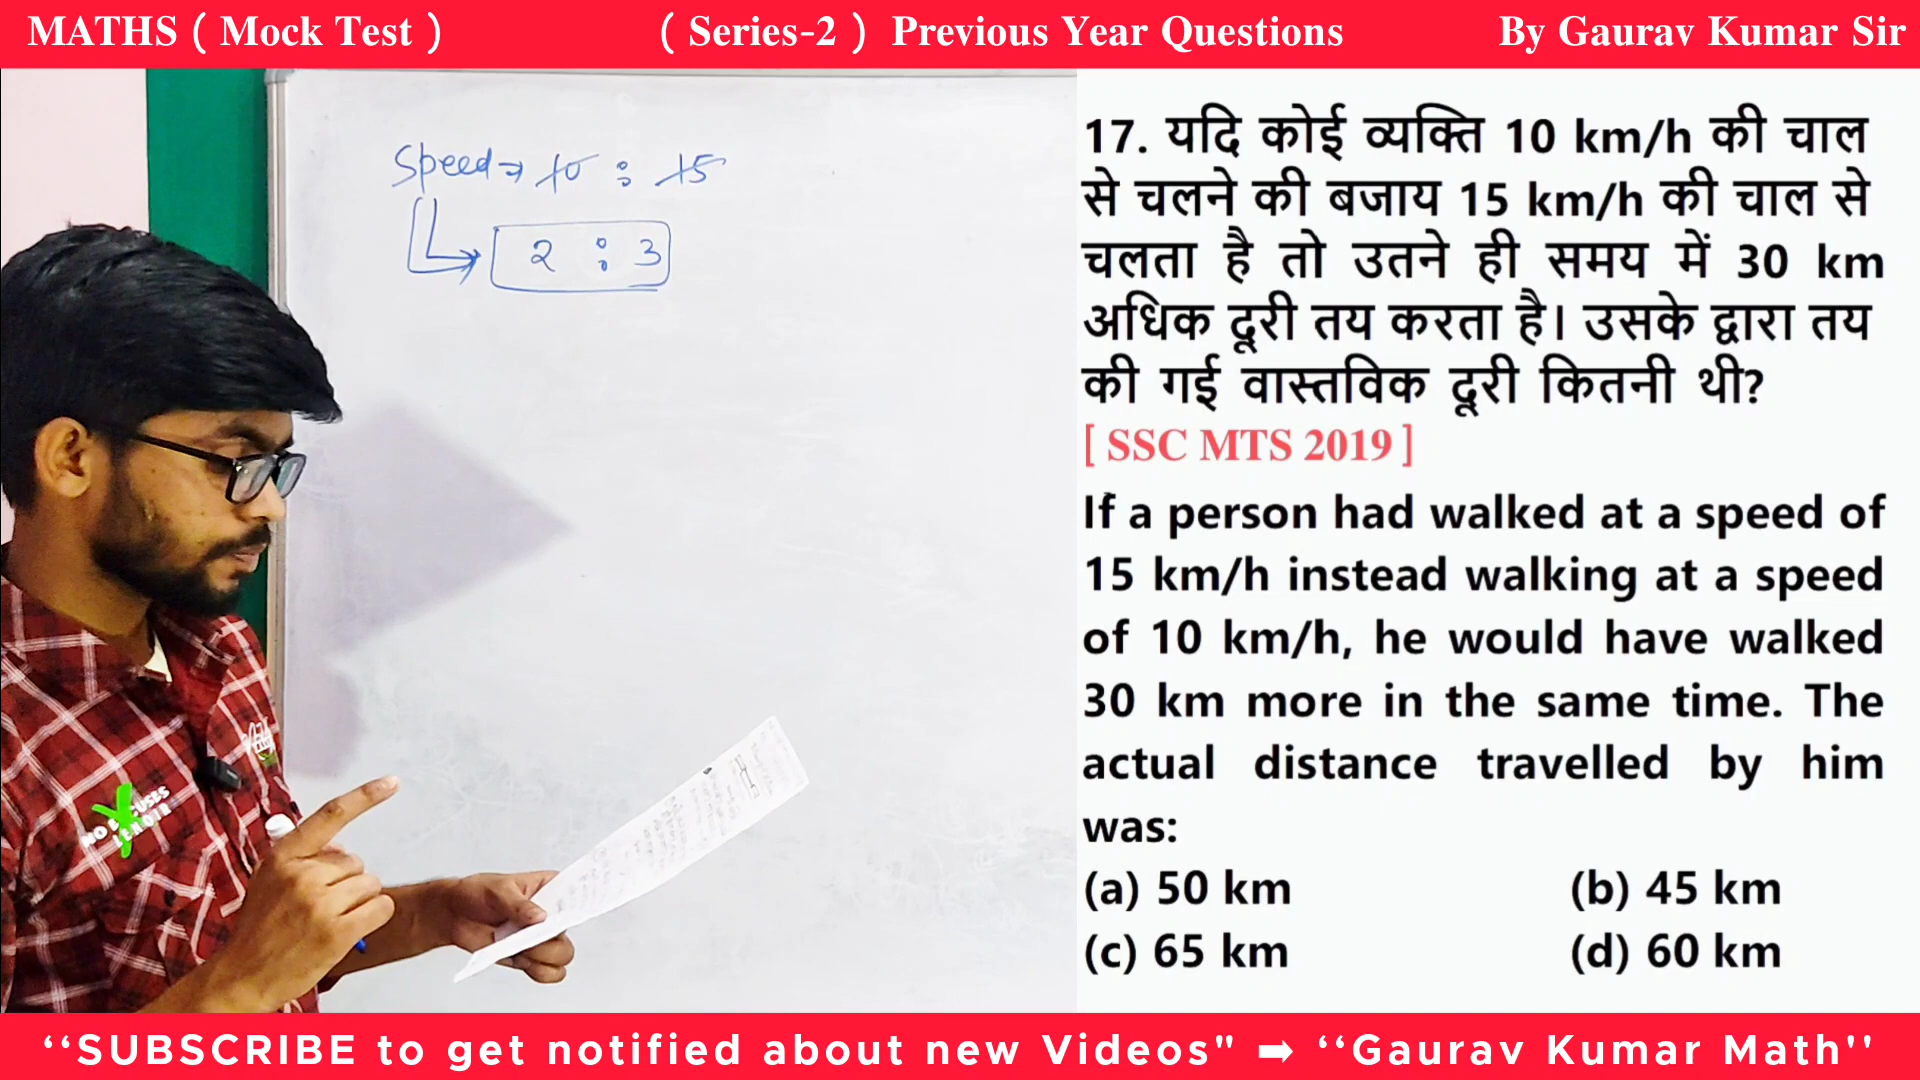 MATHS ( Mock Test )
( Series-2 ) Previous Year Questions
By Gaurav Kumar Sir
Speed → 10 : 15
2 : 3
17. यदि कोई व्यक्ति 10 km/h की चाल
से चलने की बजाय 15 km/h की चाल से
चलता है तो उतने ही समय में 30 km
अधिक दूरी तय करता है। उसके द्वारा तय
की गई वास्तविक दूरी कितनी थी?
[ SSC MTS 2019 ]
If a person had walked at a speed of
15 km/h instead walking at a speed
of 10 km/h, he would have walked
30 km more in the same time. The
actual distance travelled by him
was:
(a) 50 km (b) 45 km
(c) 65 km (d) 60 km
‘‘SUBSCRIBE to get notified about new Videos" ➡ ‘‘Gaurav Kumar Math''